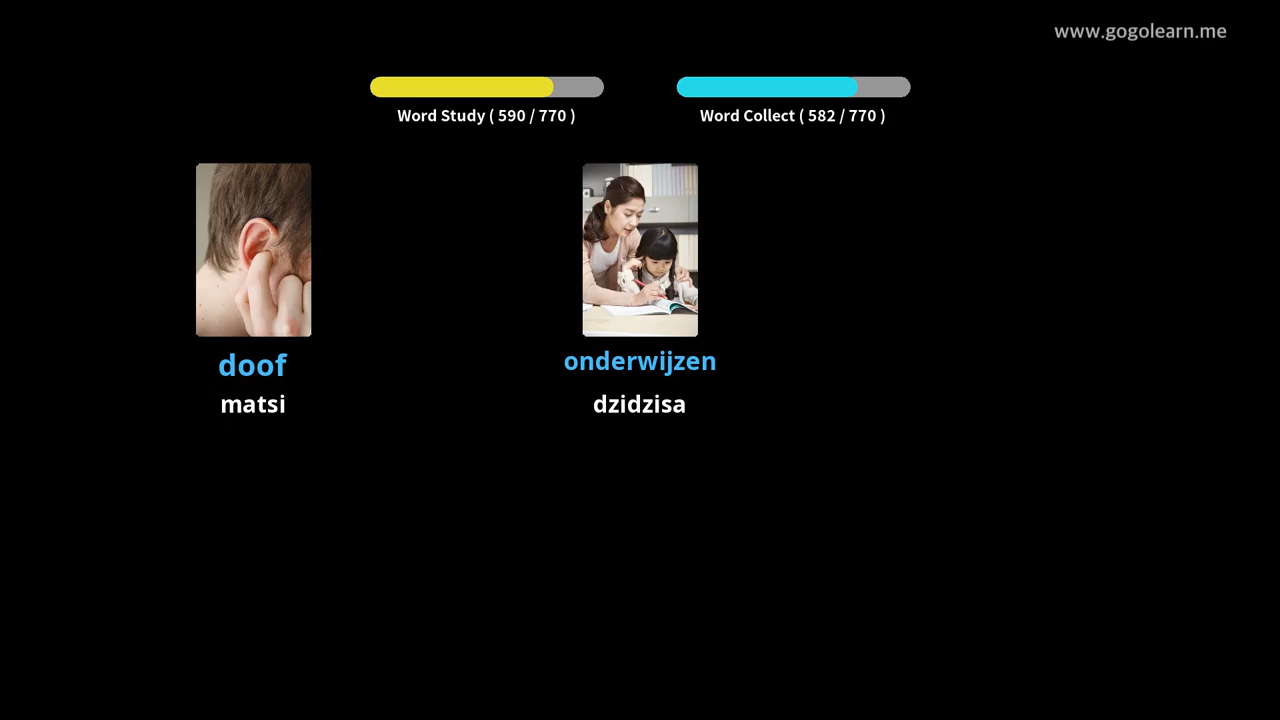 www.gogolearn.me
Word Study ( 590 / 770 )
Word Collect ( 582 / 770 )
doof
matsi
onderwijzen
dzidzisa